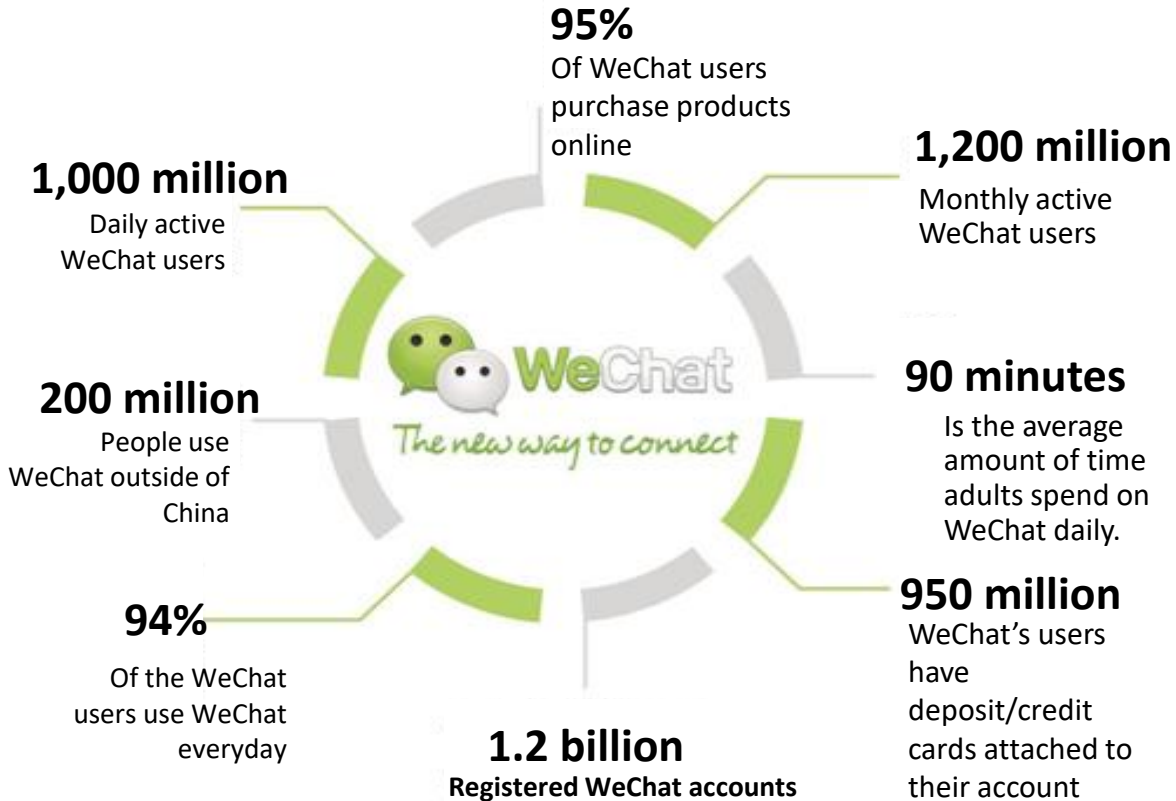 95%
Of WeChat users
purchase products
online
1,200 million
Monthly active
WeChat users
1,000 million
Daily active
WeChat users
WeChat
The new way to connect
90 minutes
Is the average
amount of time
adults spend on
WeChat daily.
200 million
People use
WeChat outside of
China
950 million
WeChat’s users
have
deposit/credit
cards attached to
their account
94%
Of the WeChat
users use WeChat
everyday
1.2 billion
Registered WeChat accounts